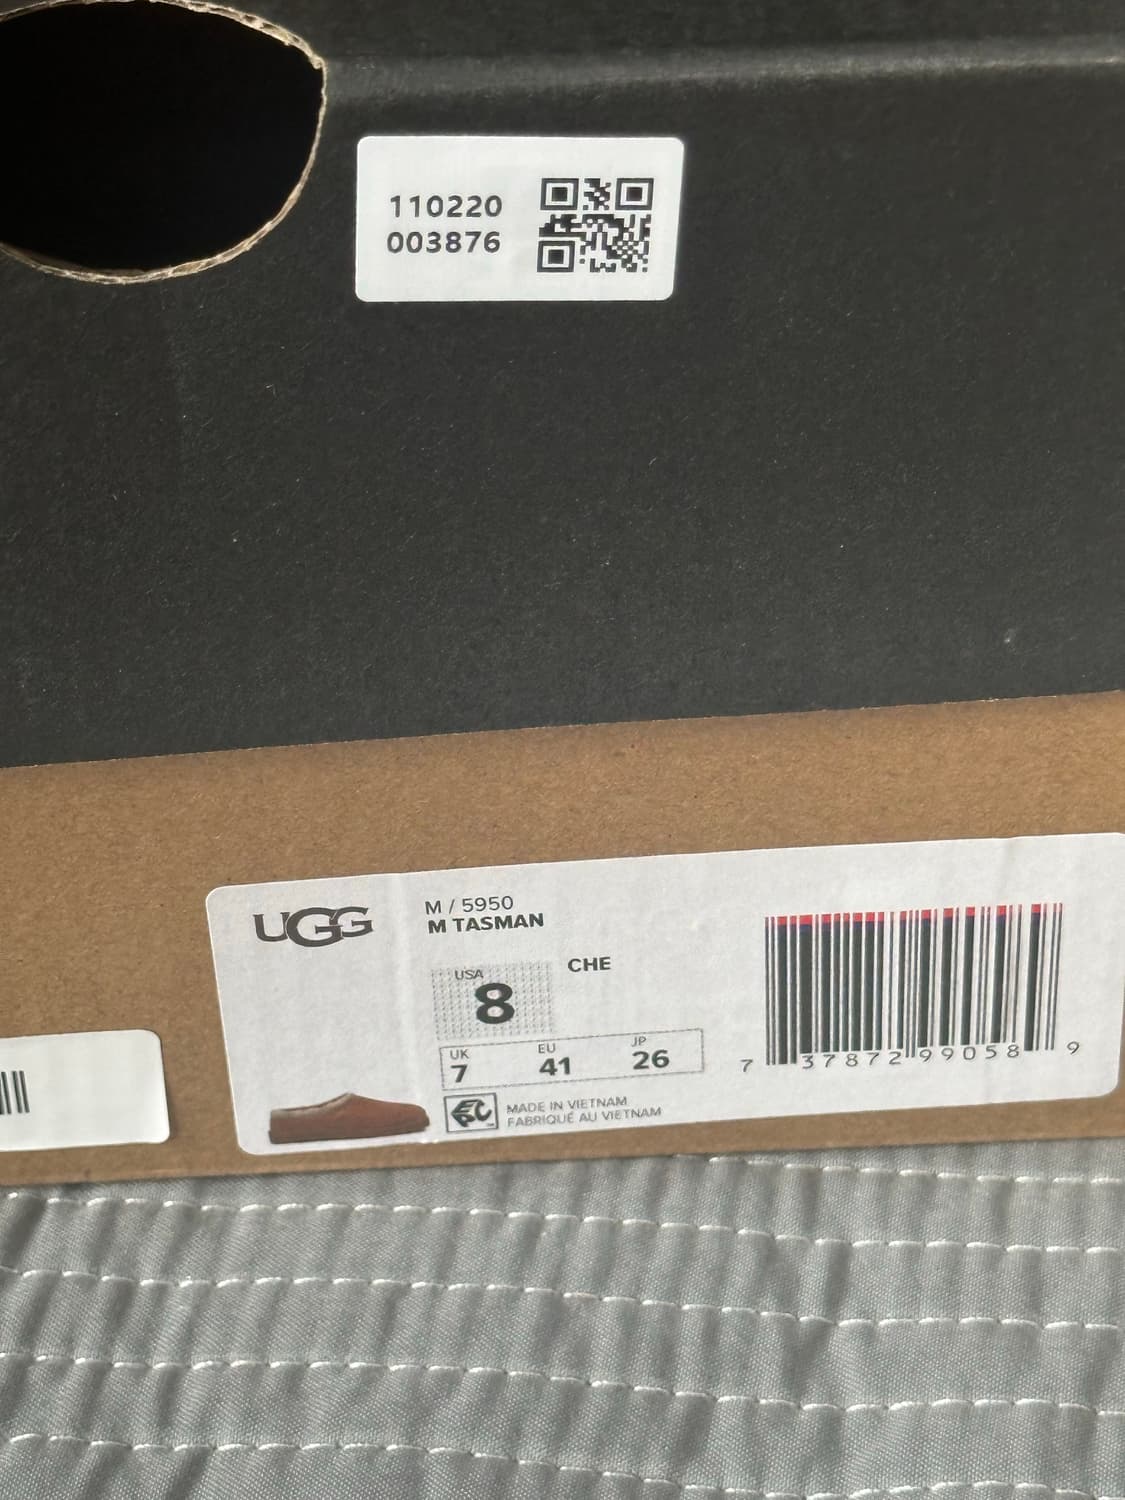 110220
003876
UGG
M / 5950
M TASMAN
USA
8
CHE
UK
7
EU
41
JP
26
MADE IN VIETNAM
FABRIQUÉ AU VIETNAM
7 37872 99058 9